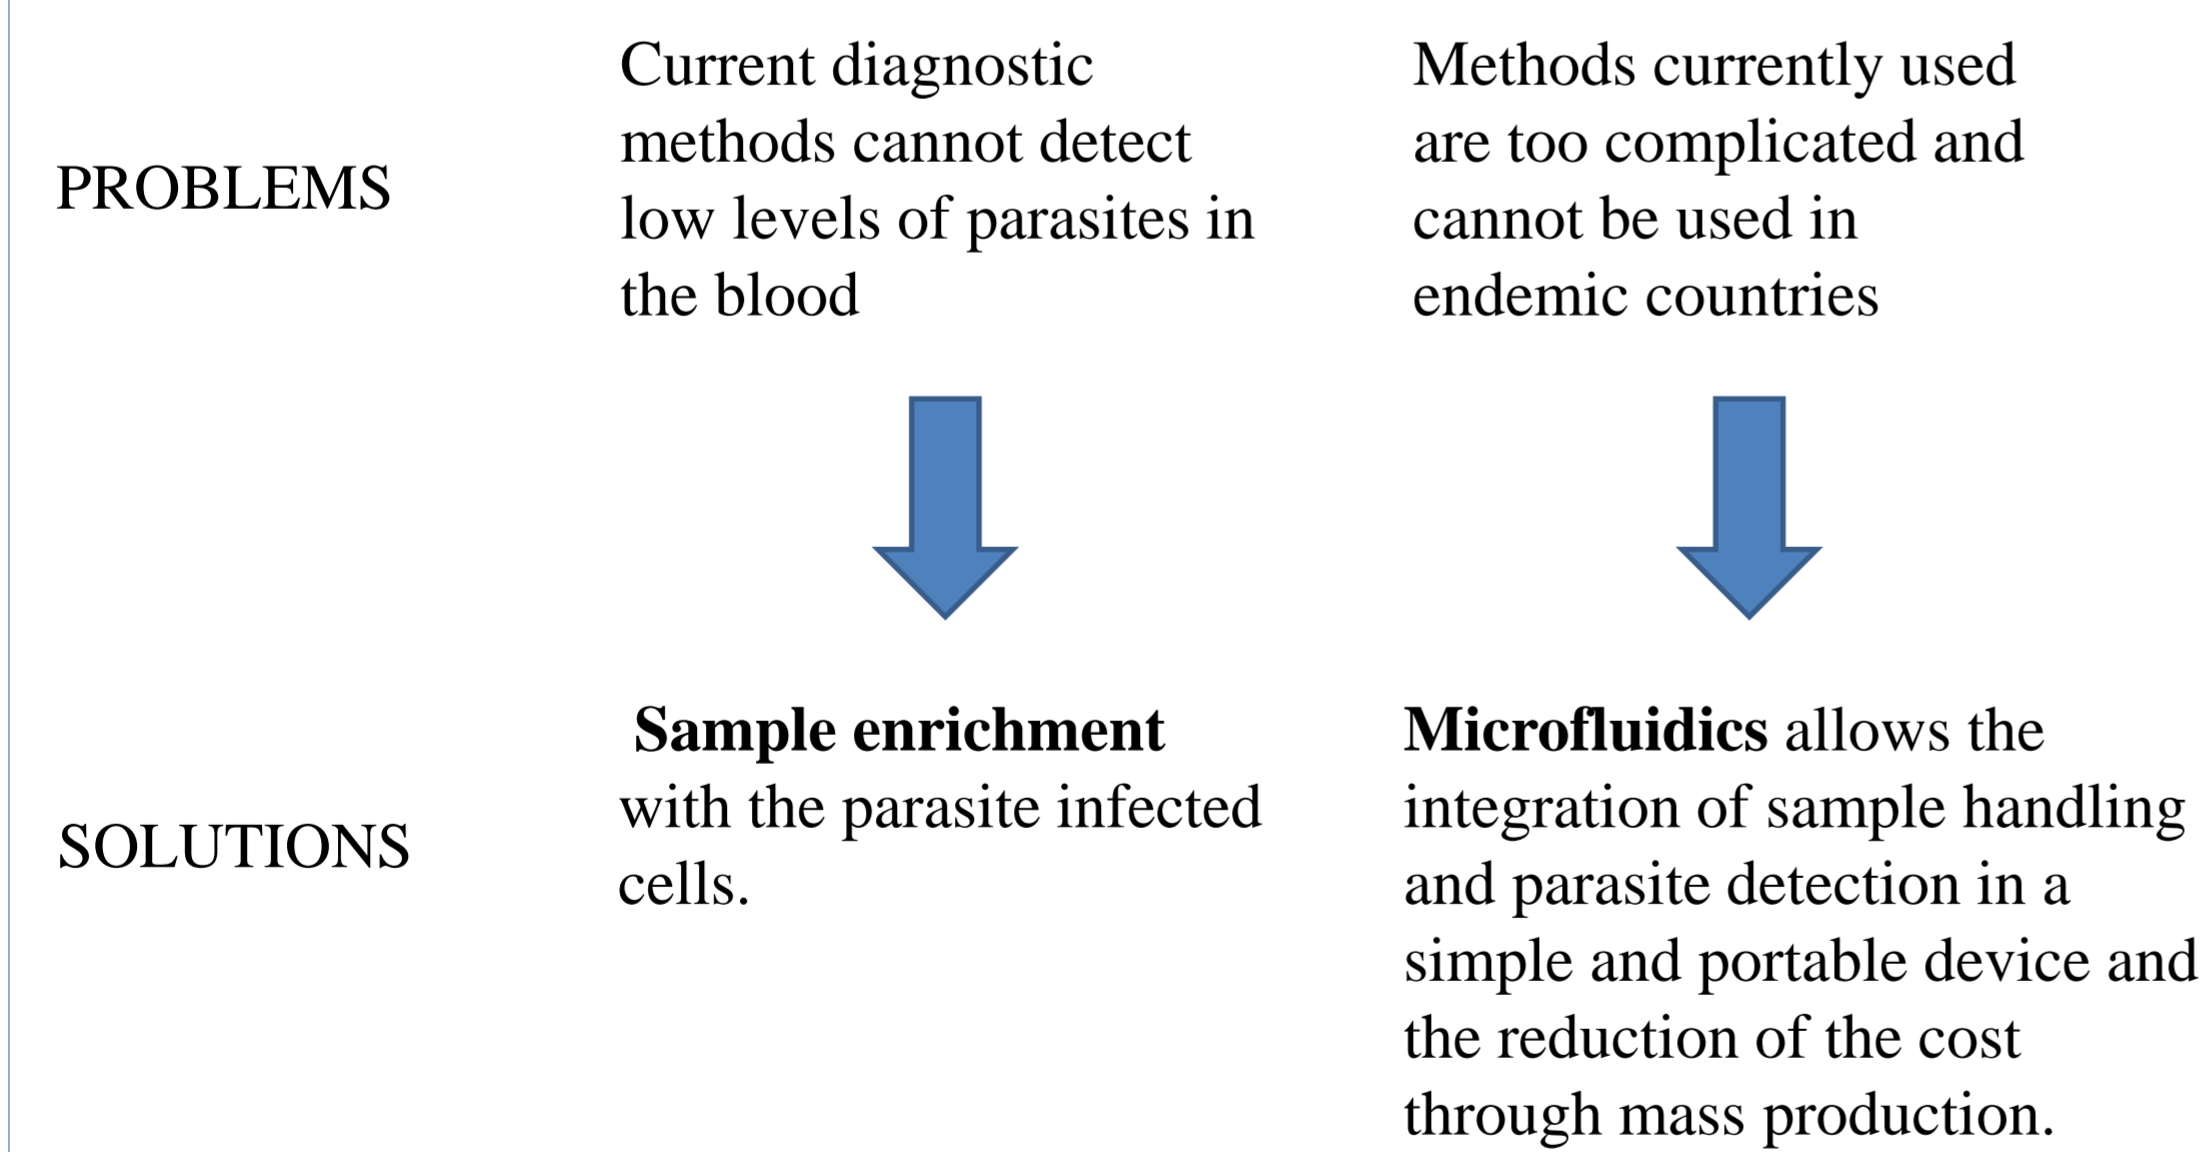 PROBLEMS
Current diagnostic
methods cannot detect
low levels of parasites in
the blood
Methods currently used
are too complicated and
cannot be used in
endemic countries
SOLUTIONS
Sample enrichment
with the parasite infected
cells.
Microfluidics allows the
integration of sample handling
and parasite detection in a
simple and portable device and
the reduction of the cost
through mass production.